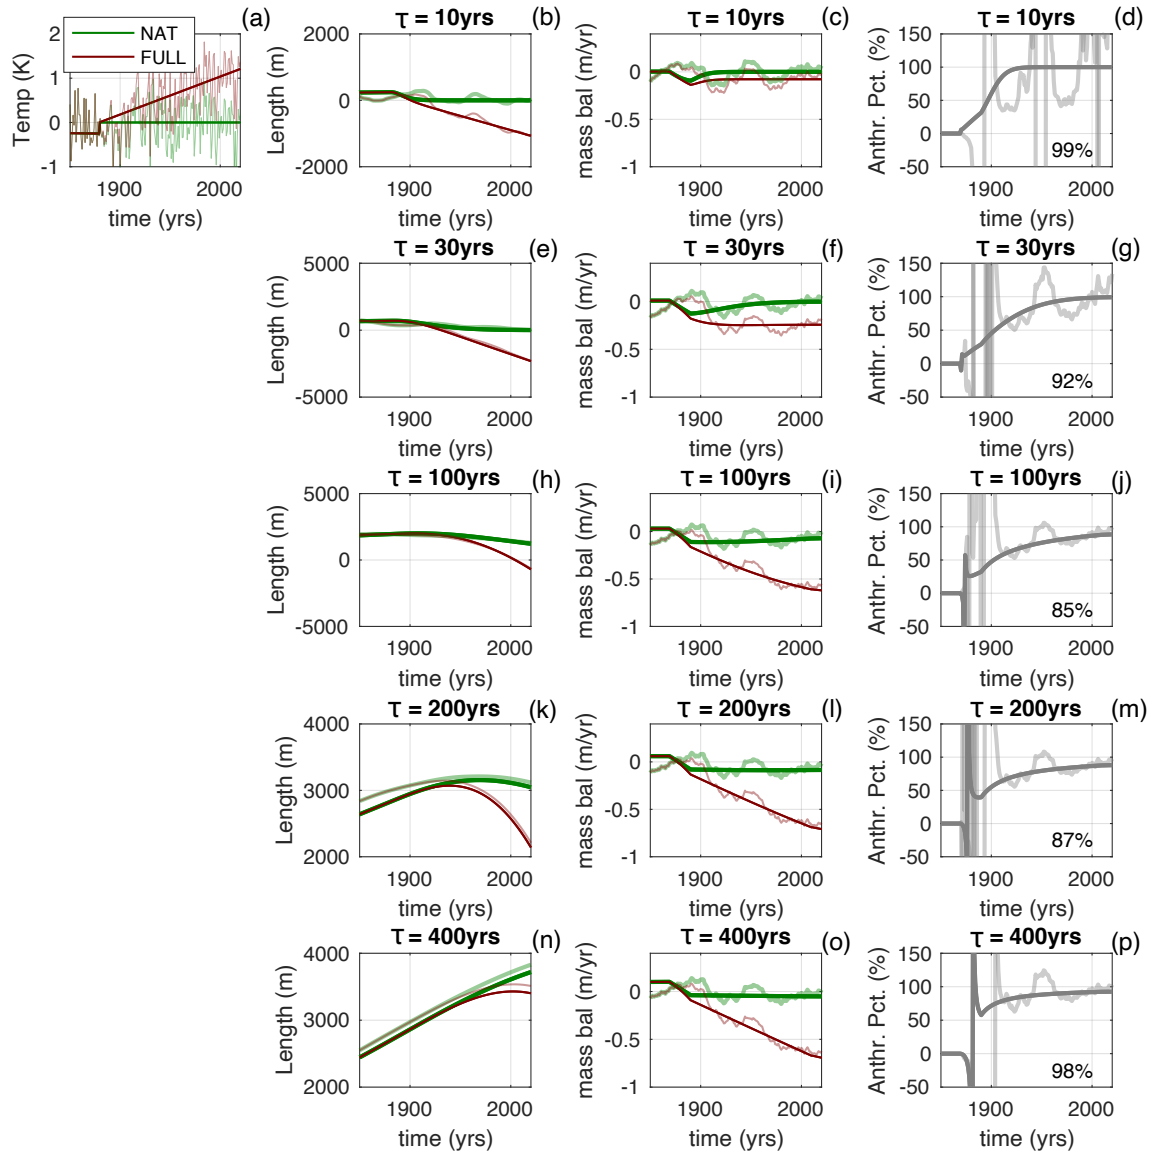 (a)
NAT
FULL
Temp (K)
2
1
0
-1
1900
2000
time (yrs)
τ = 10yrs
(b)
Length (m)
2000
0
-2000
1900
2000
time (yrs)
τ = 10yrs
(c)
mass bal (m/yr)
0
-0.5
-1
1900
2000
time (yrs)
τ = 10yrs
(d)
Anthr. Pct. (%)
150
100
50
0
-50
99%
1900
2000
time (yrs)
τ = 30yrs
(e)
Length (m)
5000
0
-5000
1900
2000
time (yrs)
τ = 30yrs
(f)
mass bal (m/yr)
0
-0.5
-1
1900
2000
time (yrs)
τ = 30yrs
(g)
Anthr. Pct. (%)
150
100
50
0
-50
92%
1900
2000
time (yrs)
τ = 100yrs
(h)
Length (m)
5000
0
-5000
1900
2000
time (yrs)
τ = 100yrs
(i)
mass bal (m/yr)
0
-0.5
-1
1900
2000
time (yrs)
τ = 100yrs
(j)
Anthr. Pct. (%)
150
100
50
0
-50
85%
1900
2000
time (yrs)
τ = 200yrs
(k)
Length (m)
4000
3000
2000
1900
2000
time (yrs)
τ = 200yrs
(l)
mass bal (m/yr)
0
-0.5
-1
1900
2000
time (yrs)
τ = 200yrs
(m)
Anthr. Pct. (%)
150
100
50
0
-50
87%
1900
2000
time (yrs)
τ = 400yrs
(n)
Length (m)
4000
3000
2000
1900
2000
time (yrs)
τ = 400yrs
(o)
mass bal (m/yr)
0
-0.5
-1
1900
2000
time (yrs)
τ = 400yrs
(p)
Anthr. Pct. (%)
150
100
50
0
-50
98%
1900
2000
time (yrs)